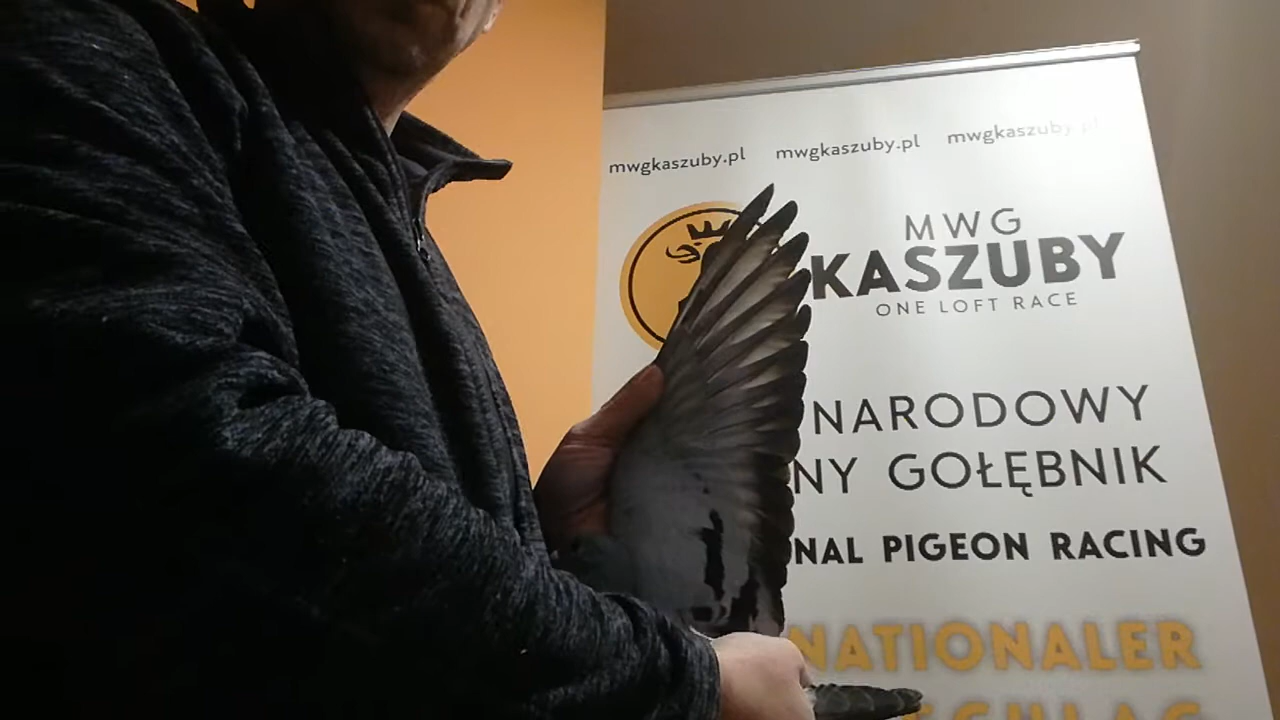 mwgkaszuby.pl mwgkaszuby.pl mwgkaszuby.pl
MWG
KASZUBY
ONE LOFT RACE
NARODOWY
NY GOŁĘBNIK
NAL PIGEON RACING
NATIONALER